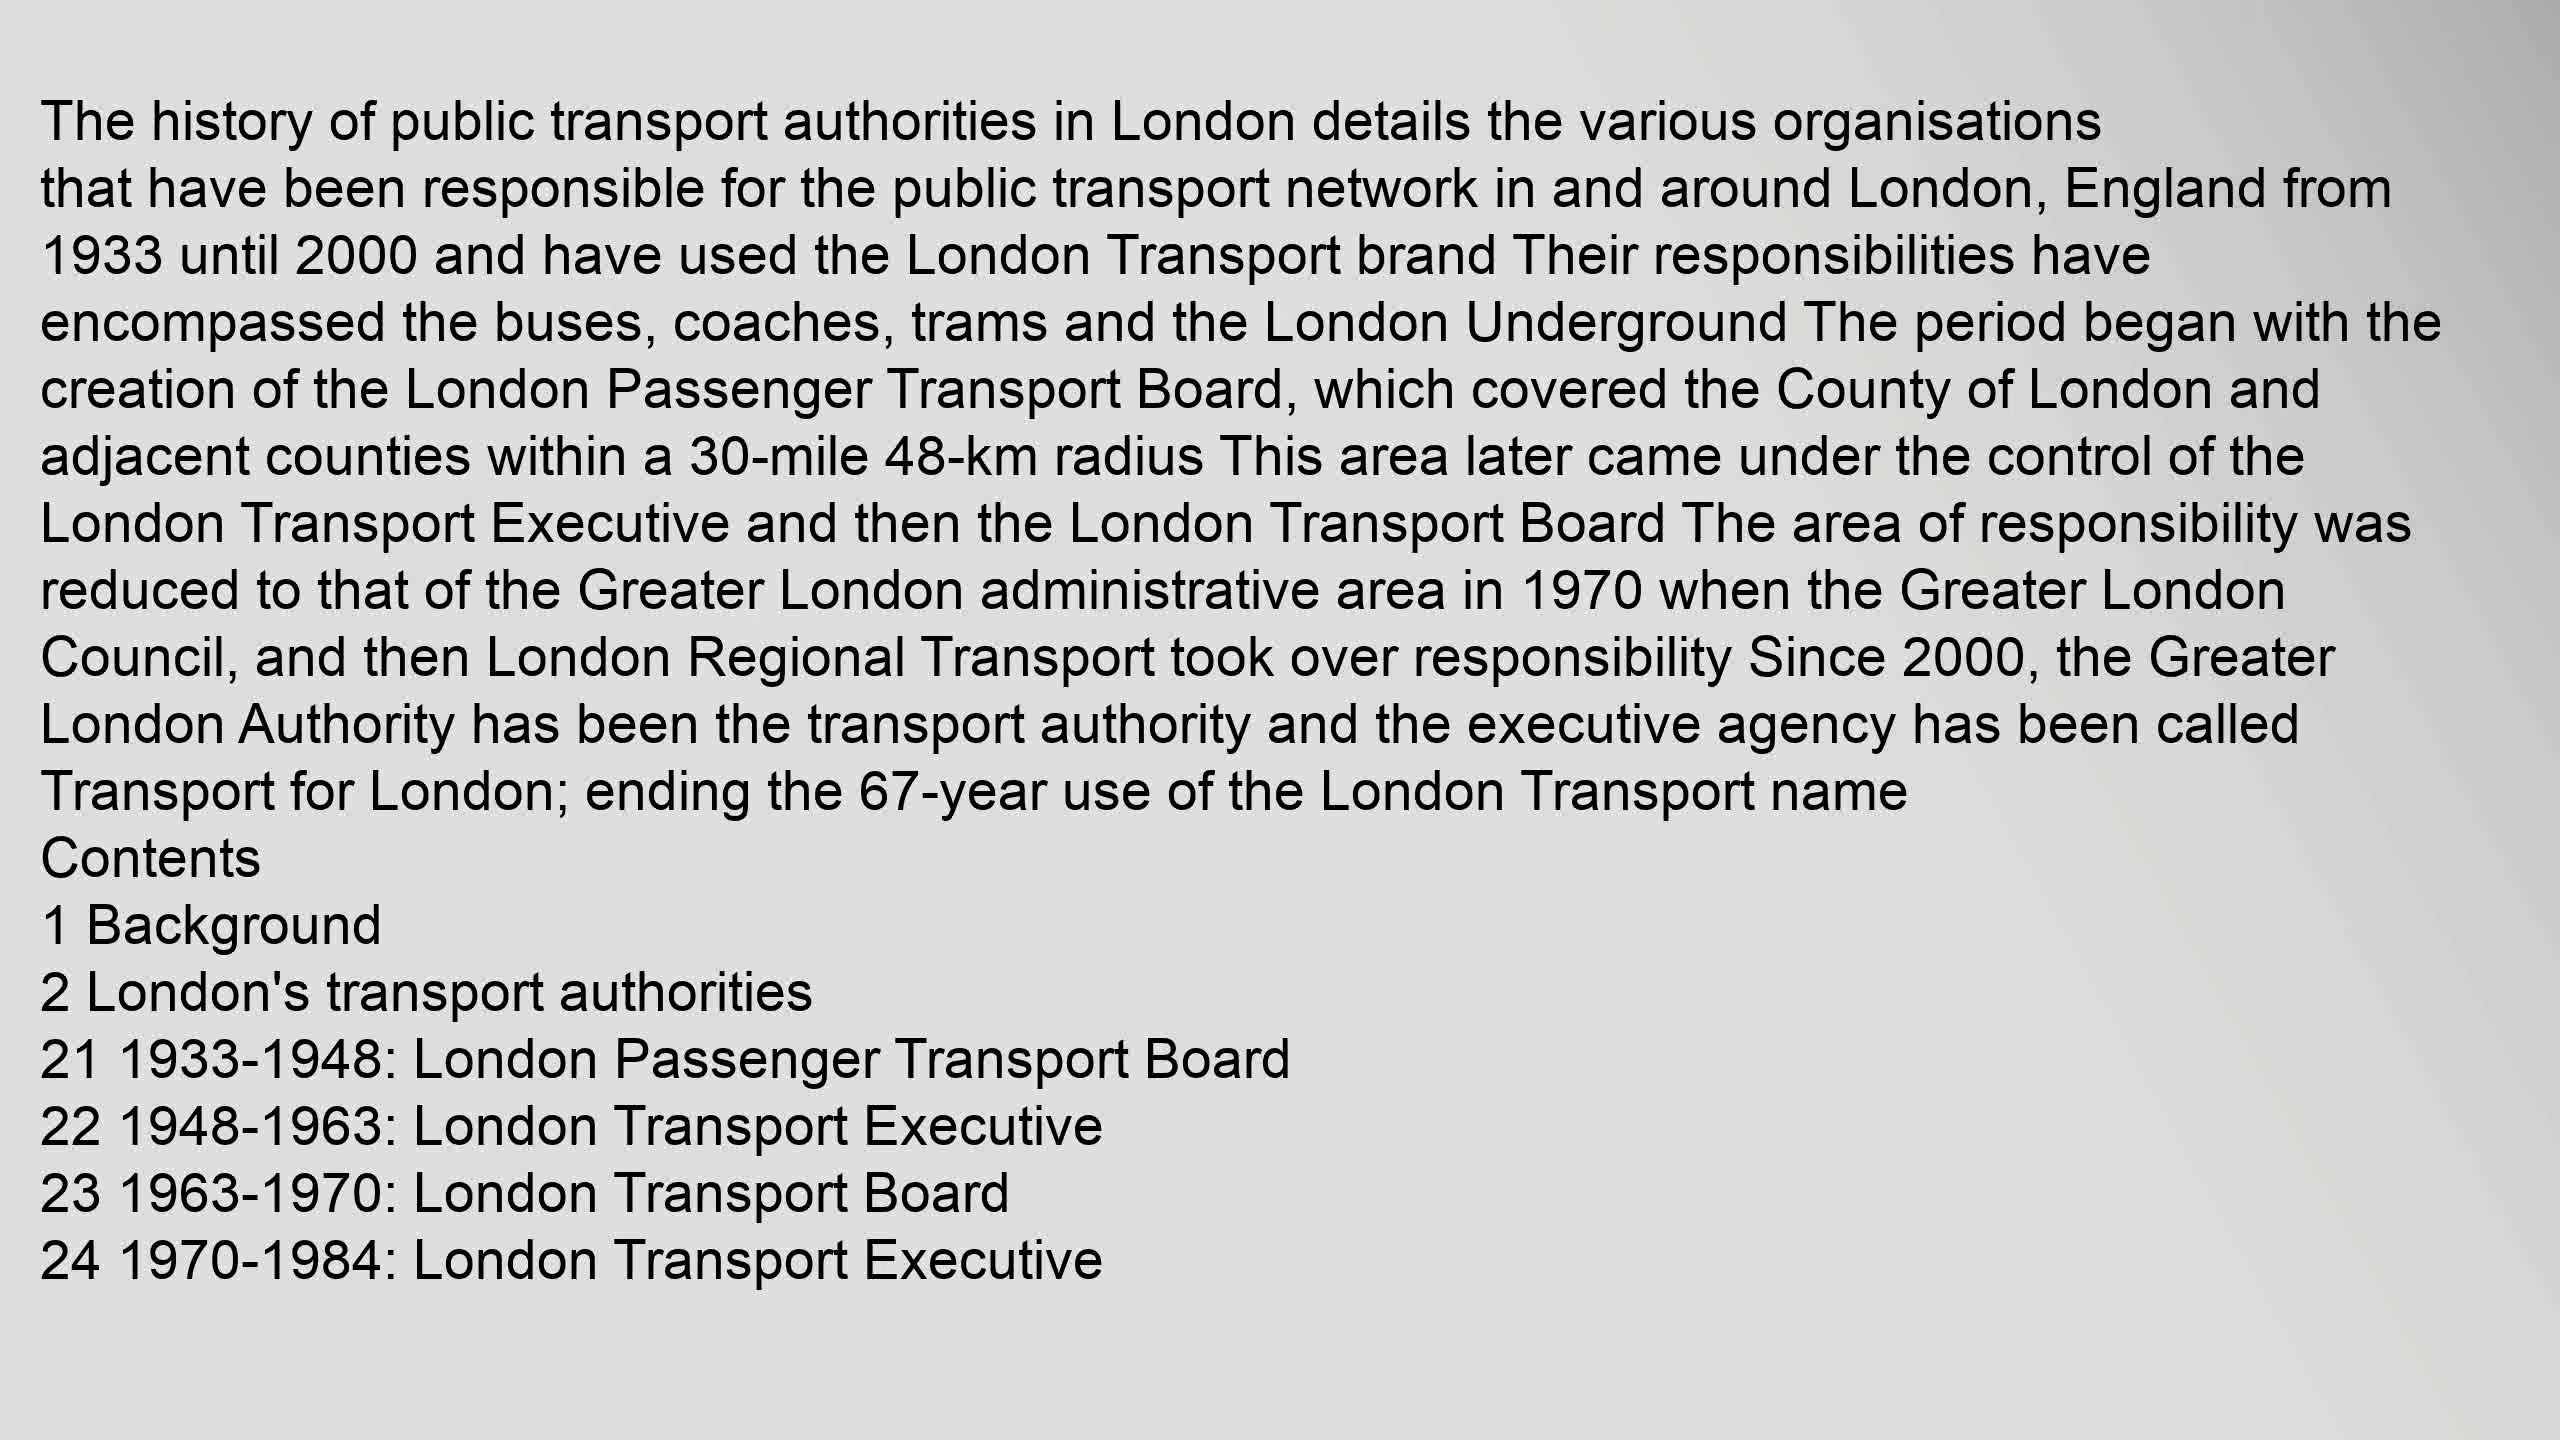 The history of public transport authorities in London details the various organisations
that have been responsible for the public transport network in and around London, England from
1933 until 2000 and have used the London Transport brand Their responsibilities have
encompassed the buses, coaches, trams and the London Underground The period began with the
creation of the London Passenger Transport Board, which covered the County of London and
adjacent counties within a 30-mile 48-km radius This area later came under the control of the
London Transport Executive and then the London Transport Board The area of responsibility was
reduced to that of the Greater London administrative area in 1970 when the Greater London
Council, and then London Regional Transport took over responsibility Since 2000, the Greater
London Authority has been the transport authority and the executive agency has been called
Transport for London; ending the 67-year use of the London Transport name
Contents
1 Background
2 London's transport authorities
21 1933-1948: London Passenger Transport Board
22 1948-1963: London Transport Executive
23 1963-1970: London Transport Board
24 1970-1984: London Transport Executive